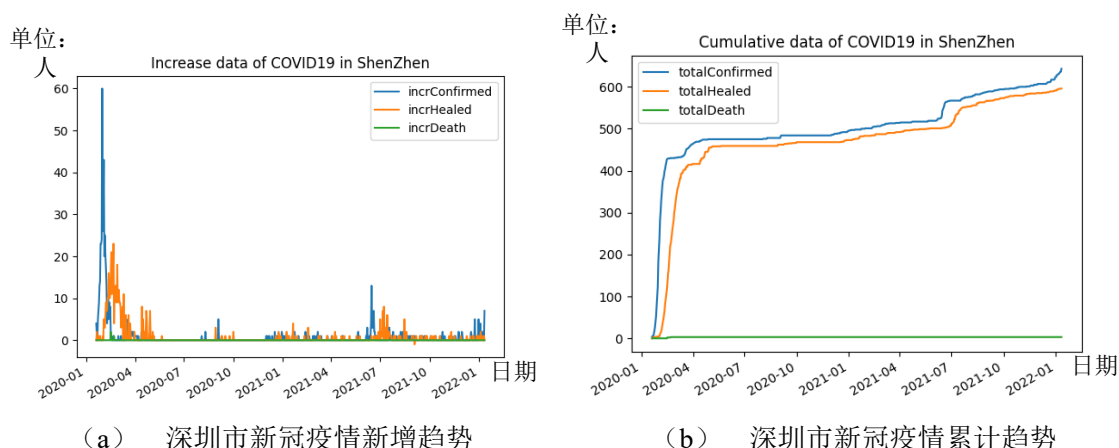 单位：
人
Increase data of COVID19 in ShenZhen
incrConfirmed
incrHealed
incrDeath
60
50
40
30
20
10
0
2020-01
2020-04
2020-07
2020-10
2021-01
2021-04
2021-07
2021-10
2022-01
日期
（a） 深圳市新冠疫情新增趋势
单位：
人
Cumulative data of COVID19 in ShenZhen
totalConfirmed
totalHealed
totalDeath
600
500
400
300
200
100
0
2020-01
2020-04
2020-07
2020-10
2021-01
2021-04
2021-07
2021-10
2022-01
日期
（b） 深圳市新冠疫情累计趋势